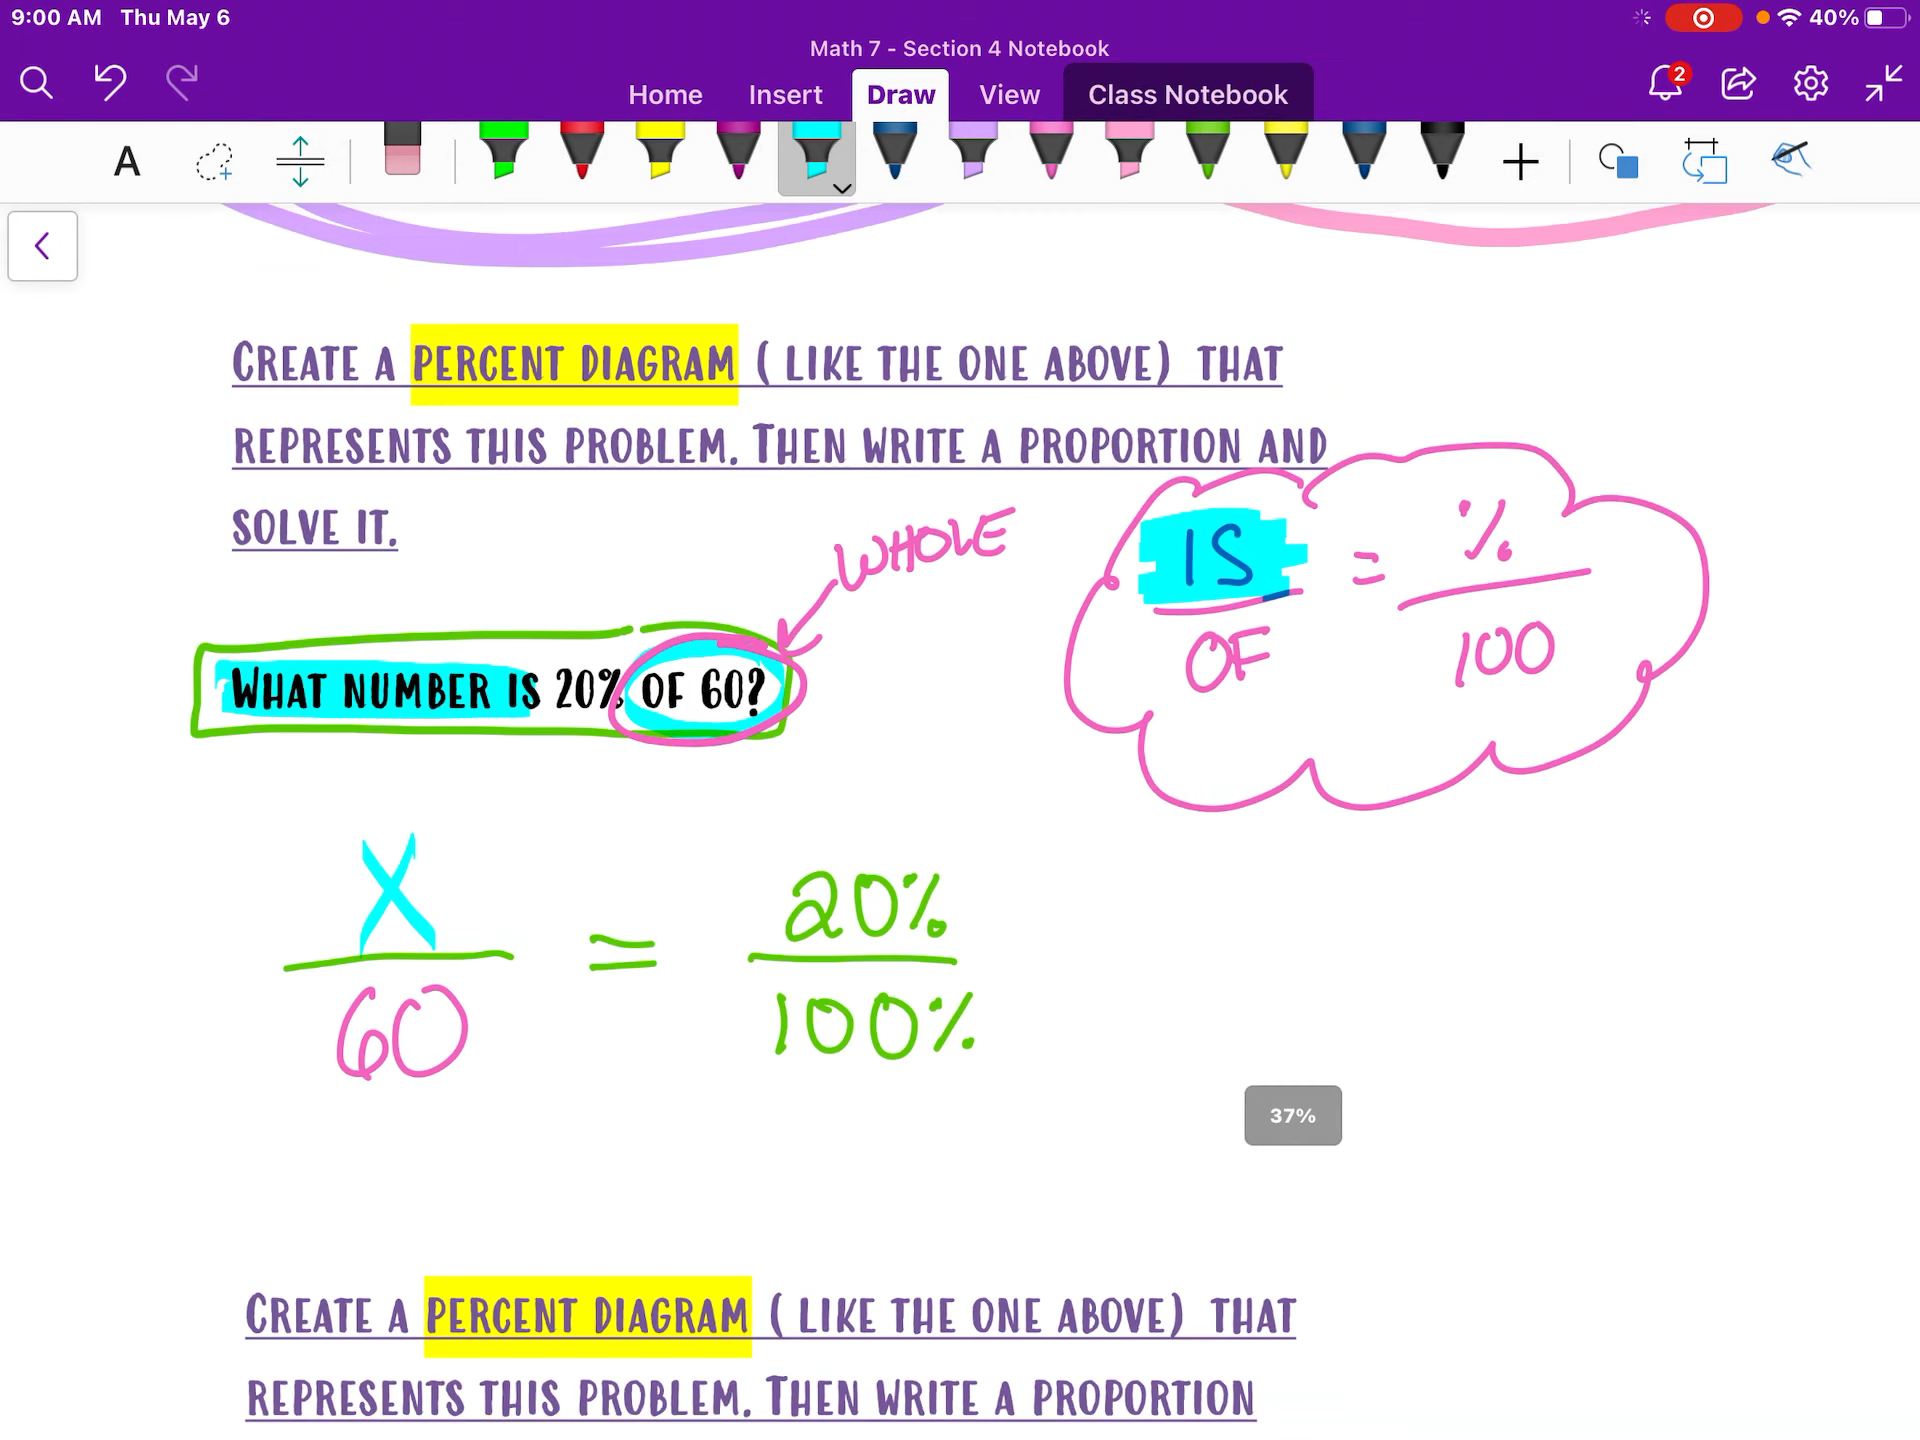 9:00 AM Thu May 6
40%
Math 7 - Section 4 Notebook
2
Home Insert Draw View Class Notebook
A
CREATE A PERCENT DIAGRAM ( LIKE THE ONE ABOVE) THAT
REPRESENTS THIS PROBLEM. THEN WRITE A PROPORTION AND
SOLVE IT.
WHOLE
IS = %
OF 100
WHAT NUMBER IS 20% OF 60?
X = 20%
60 100%
37%
CREATE A PERCENT DIAGRAM ( LIKE THE ONE ABOVE) THAT
REPRESENTS THIS PROBLEM. THEN WRITE A PROPORTION